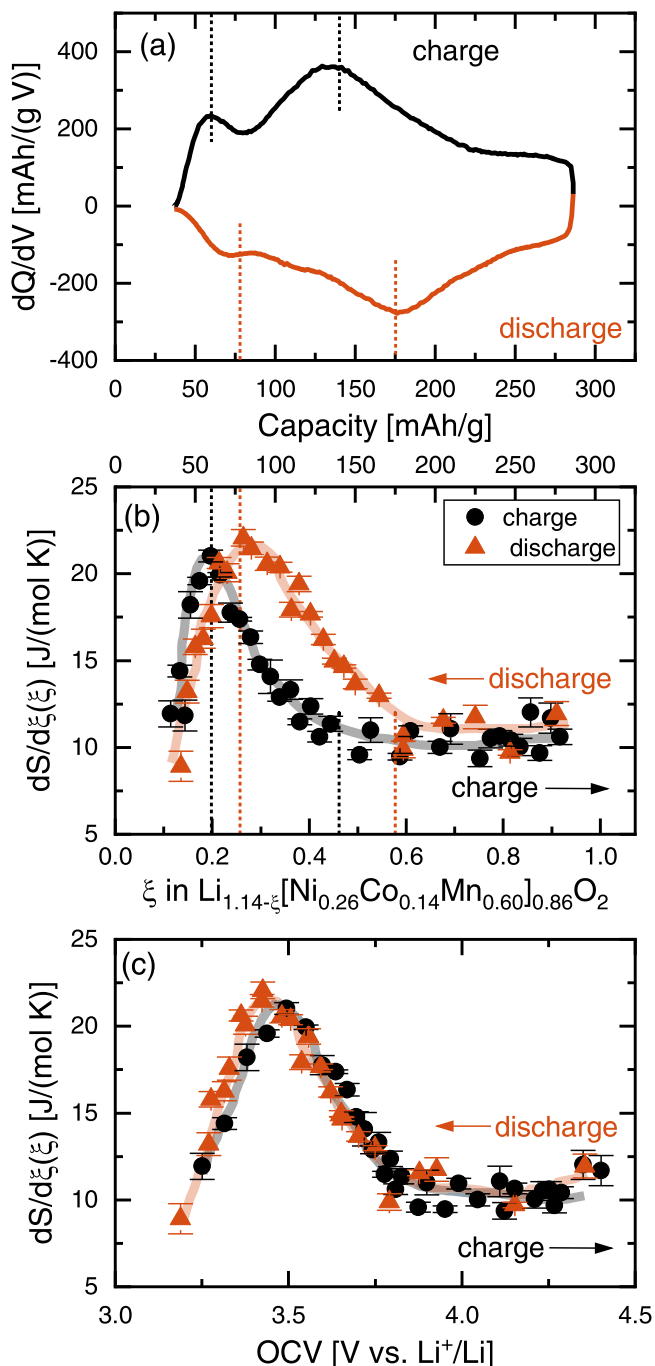 (a)
charge
dQ/dV [mAh/(g V)]
400
200
0
-200
-400
discharge
0 50 100 150 200 250 300
Capacity [mAh/g]
0 50 100 150 200 250 300
(b)
charge
discharge
dS/dξ(ξ) [J/(mol K)]
25
20
15
10
5
discharge
charge
0.0 0.2 0.4 0.6 0.8 1.0
ξ in Li₁.₁₄₋ξ[Ni₀.₂₆Co₀.₁₄Mn₀.₆₀]₀.₈₆O₂
(c)
dS/dξ(ξ) [J/(mol K)]
25
20
15
10
5
discharge
charge
3.0 3.5 4.0 4.5
OCV [V vs. Li⁺/Li]